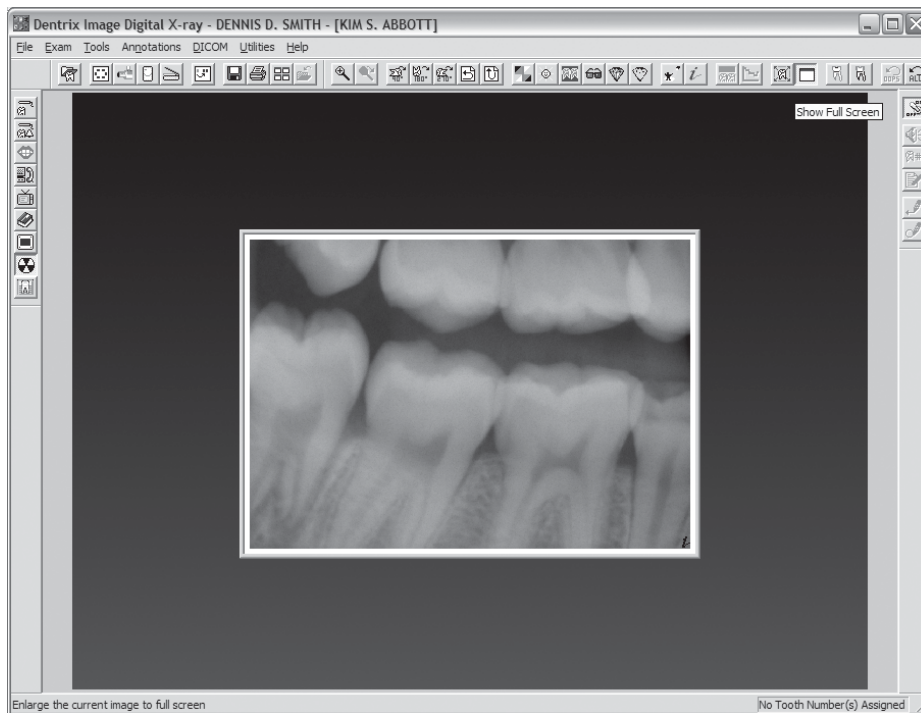 Dentrix Image Digital X-ray - DENNIS D. SMITH - [KIM S. ABBOTT]
File Exam Tools Annotations DICOM Utilities Help
Show Full Screen
Enlarge the current image to full screen
No Tooth Number(s) Assigned